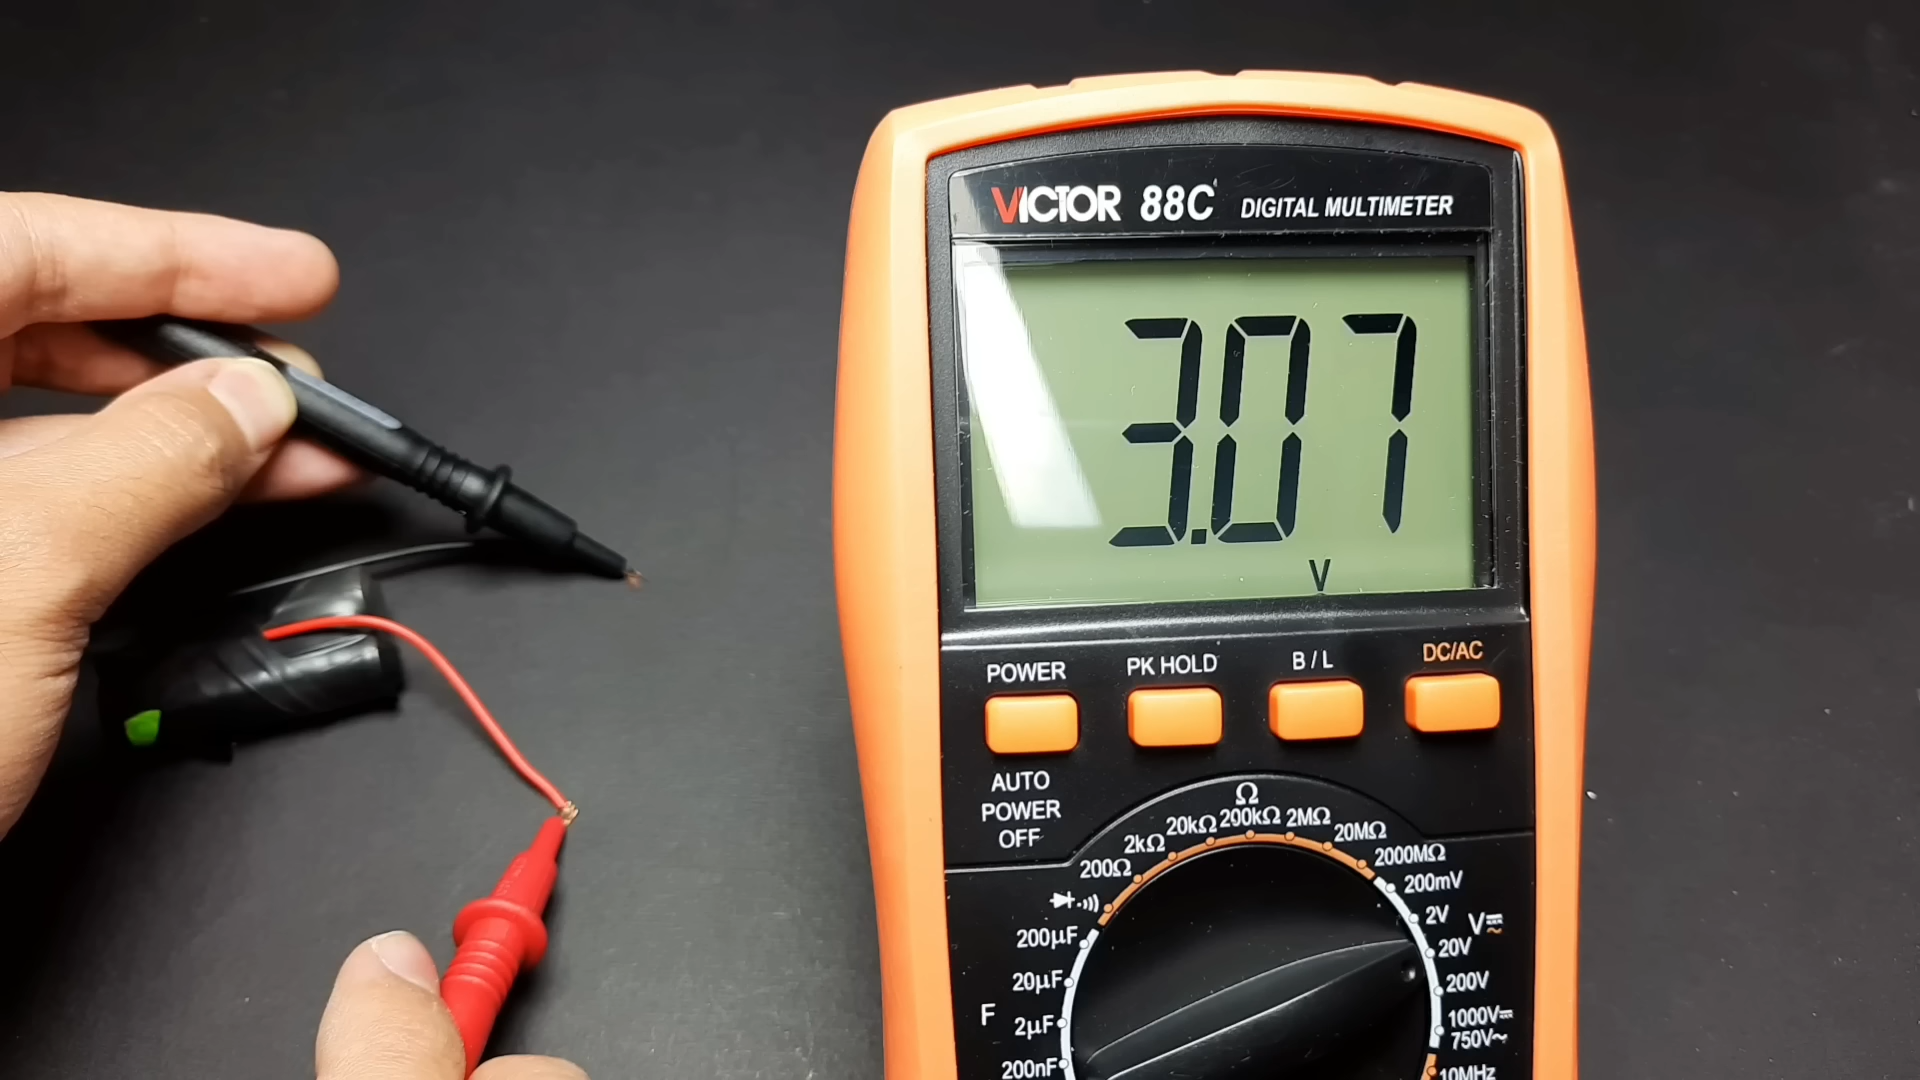 VICTOR 88C DIGITAL MULTIMETER
3.07
V
POWER PK HOLD B / L DC/AC
AUTO
POWER
OFF
Ω
200Ω 2kΩ 20kΩ 200kΩ 2MΩ 20MΩ 2000MΩ
200mV
2V
V
20V
200V
1000V
750V~
10MHz
200µF
20µF
F
2µF
200nF